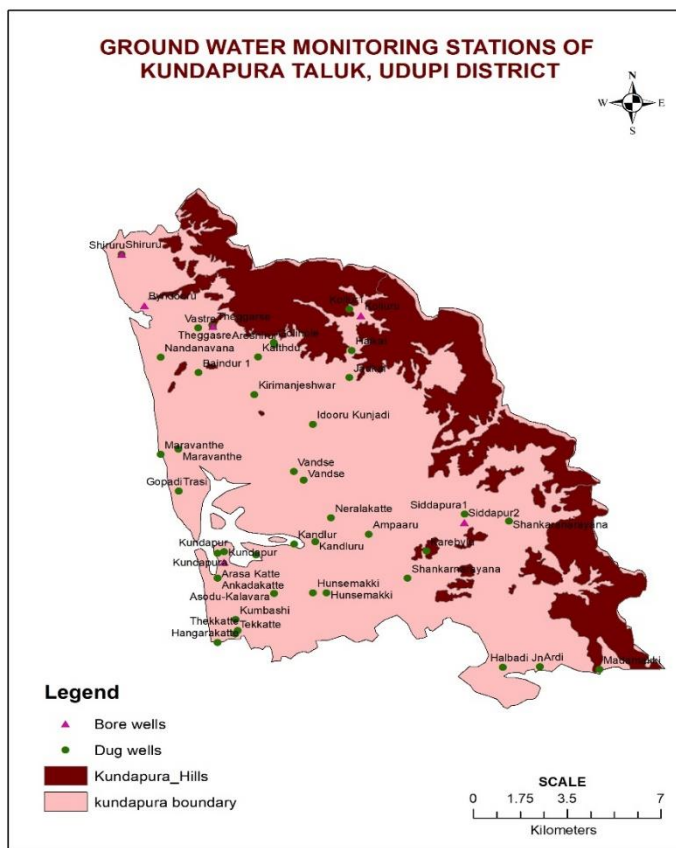 GROUND WATER MONITORING STATIONS OF
KUNDAPURA TALUK, UDUPI DISTRICT
N
W E
S
Shiruru Shiruru
Vastre
Theggarse
Theggasre
Nandanavana
Kalthdu
Baindur 1
Kirimanjeshwar
Idooru Kunjadi
Maravanthe
Maravanthe
Vandse
Vandse
Gopadi Trasi
Siddapura1
Siddapur2
Neralakatte
Shankarnarayana
Ampaaru
Kundapur
Kundapur
Kandlur
Kandluru
Kundapura
Arasa Katte
Ankadakatte
Shankarnarayana
Asodu-Kalavara
Hunsemakki
Hunsemakki
Kumbashi
Thekkatte
Tekkatte
Hangarakatte
Halbadi Jn Ardi
Legend
Bore wells
Dug wells
Kundapura_Hills
kundapura boundary
SCALE
0 1.75 3.5 7
Kilometers